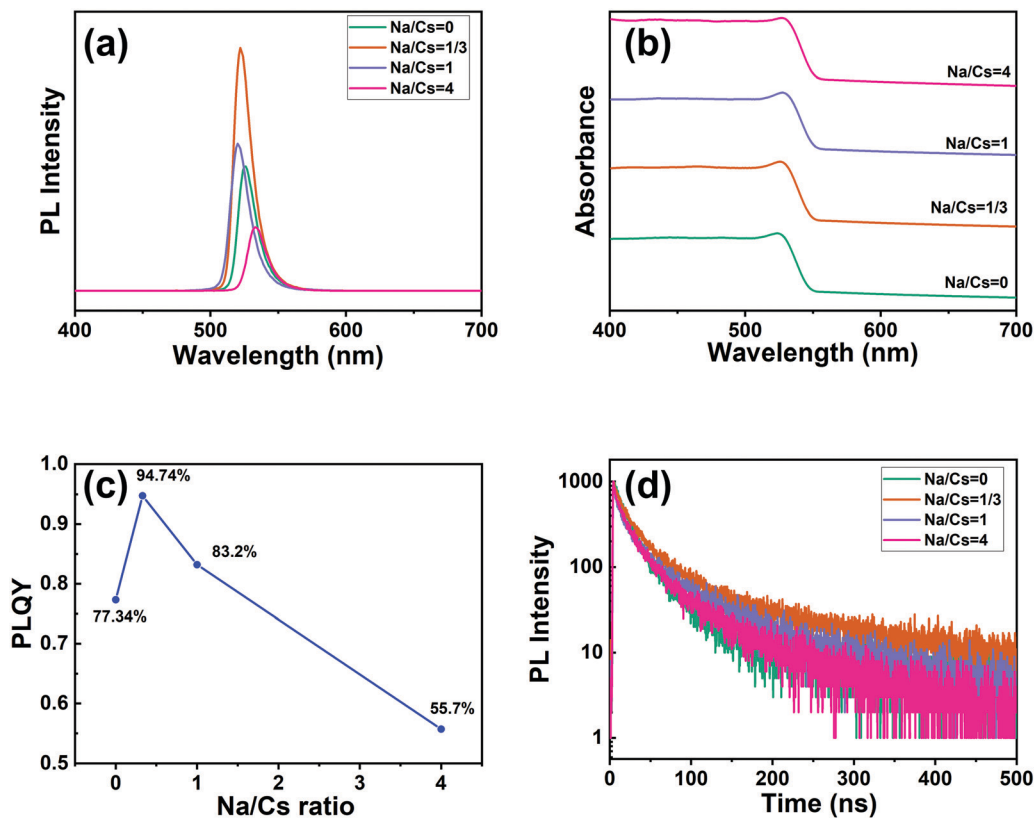 (a)
Na/Cs=0
Na/Cs=1/3
Na/Cs=1
Na/Cs=4
PL Intensity
400 500 600 700
Wavelength (nm)
(b)
Na/Cs=4
Na/Cs=1
Na/Cs=1/3
Na/Cs=0
Absorbance
400 500 600 700
Wavelength (nm)
(c)
1.0
0.9
0.8
0.7
0.6
0.5
PLQY
94.74%
83.2%
77.34%
55.7%
0 1 2 3 4
Na/Cs ratio
(d)
Na/Cs=0
Na/Cs=1/3
Na/Cs=1
Na/Cs=4
1000
100
10
1
PL Intensity
0 100 200 300 400 500
Time (ns)